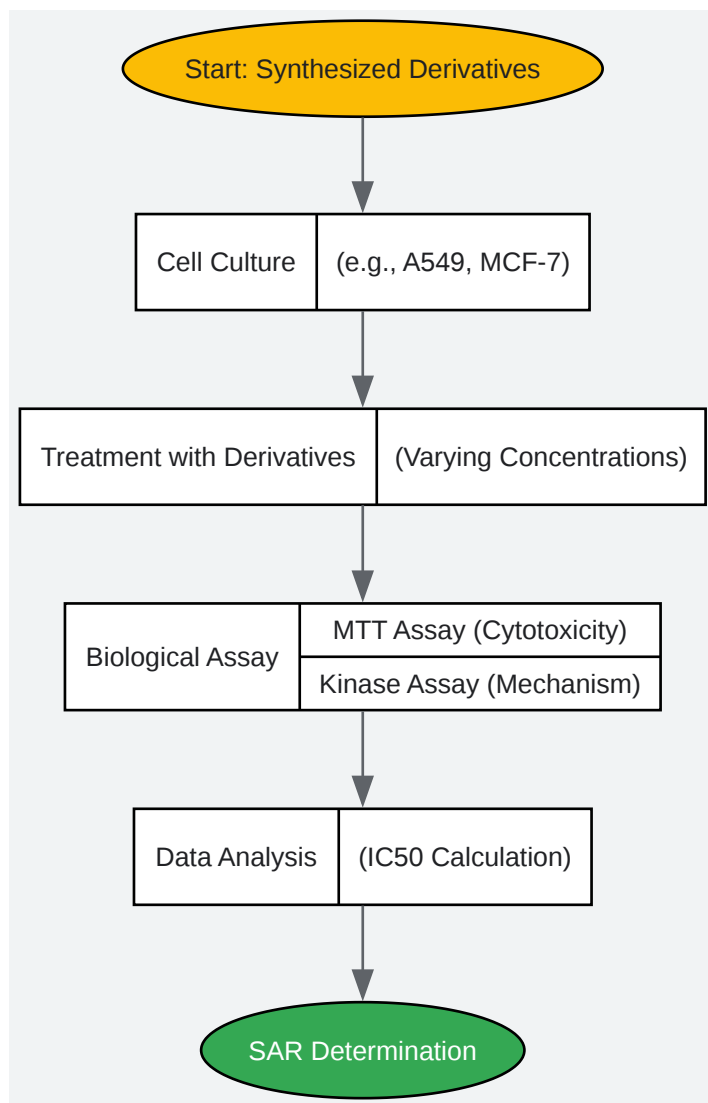 Start: Synthesized Derivatives
Cell Culture
(e.g., A549, MCF-7)
Treatment with Derivatives
(Varying Concentrations)
Biological Assay
MTT Assay (Cytotoxicity)
Kinase Assay (Mechanism)
Data Analysis
(IC50 Calculation)
SAR Determination